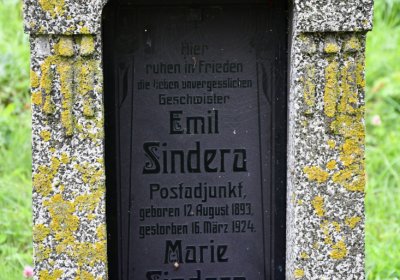 Hier
ruhen in Frieden
die lieben unvergesslichen
Geschwister
Emil
Sindera
Postadjunkt,
geboren 12. August 1893,
gestorben 16. März 1924.
Marie
Sindera